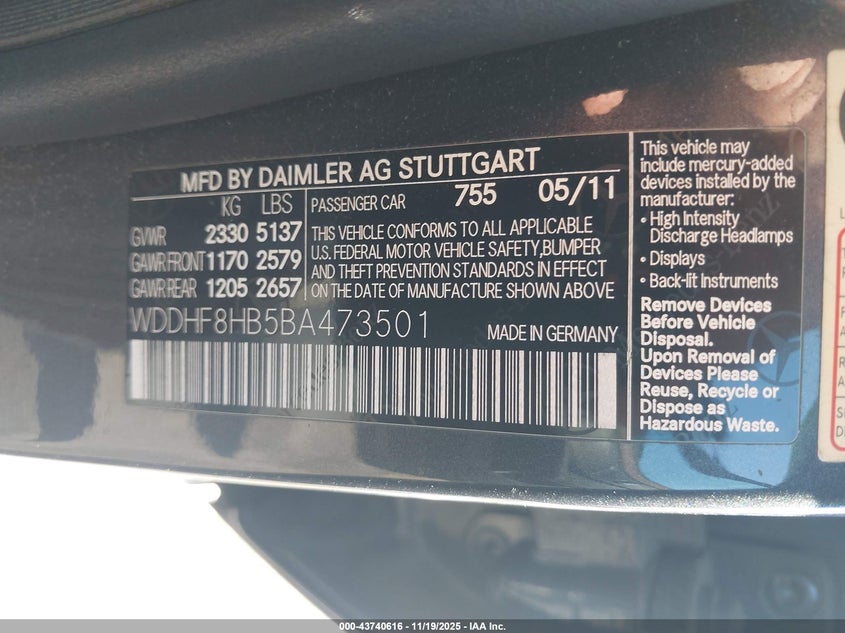 MFD BY DAIMLER AG STUTTGART
KG LBS
GVWR 2330 5137
GAWR FRONT 1170 2579
GAWR REAR 1205 2657
PASSENGER CAR 755 05/11
THIS VEHICLE CONFORMS TO ALL APPLICABLE
U.S. FEDERAL MOTOR VEHICLE SAFETY,BUMPER
AND THEFT PREVENTION STANDARDS IN EFFECT
ON THE DATE OF MANUFACTURE SHOWN ABOVE
WDDHF8HB5BA473501
MADE IN GERMANY
This vehicle may
include mercury-added
devices installed by the
manufacturer:
• High Intensity
Discharge Headlamps
• Displays
• Back-lit Instruments
Remove Devices
Before Vehicle
Disposal.
Upon Removal of
Devices Please
Reuse, Recycle or
Dispose as
Hazardous Waste.
000-43740616 - 11/19/2025 - IAA Inc.